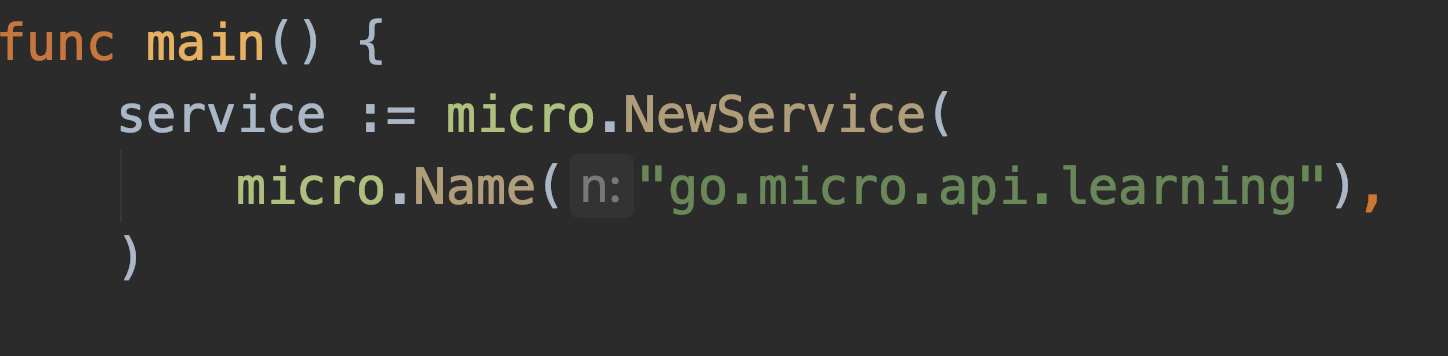 func main() {
service := micro.NewService(
micro.Name( n: "go.micro.api.learning"),
)